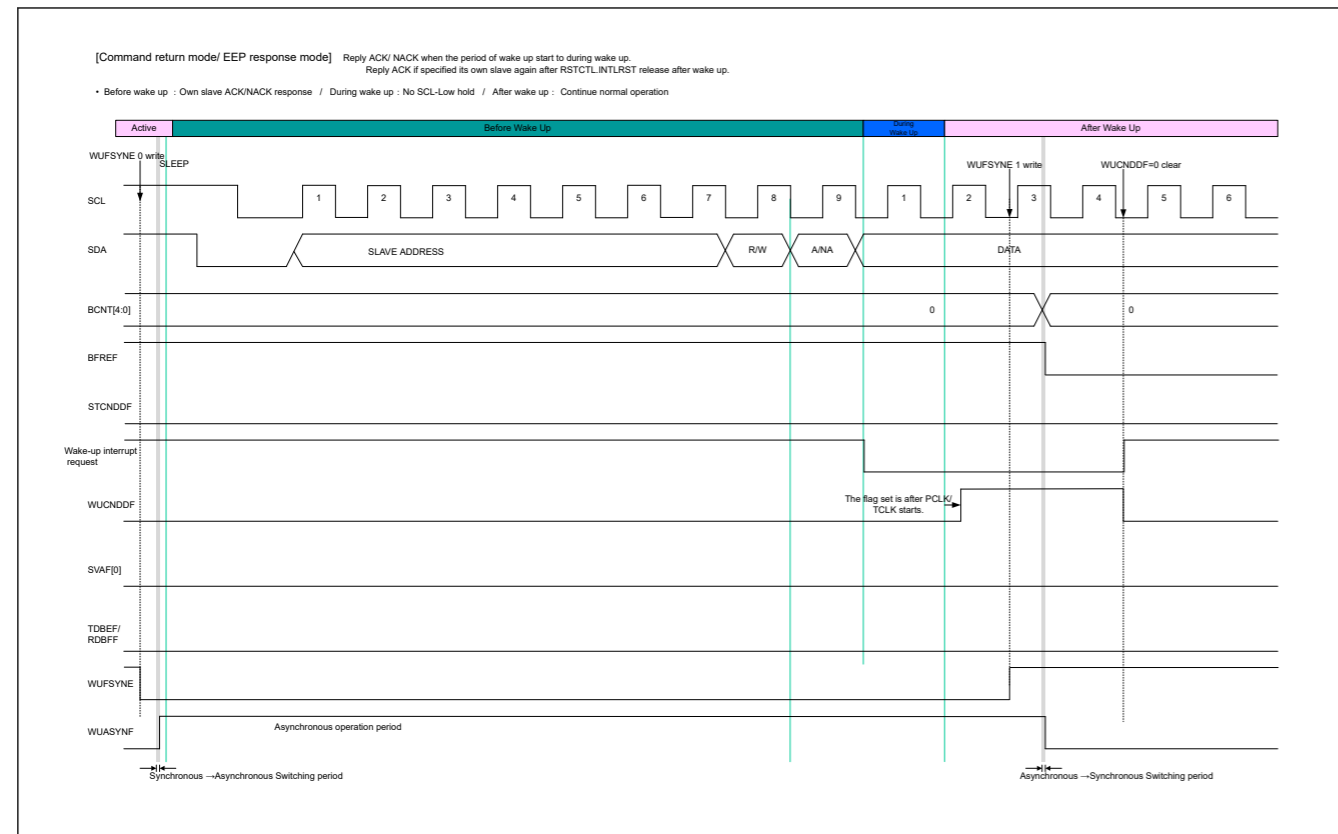 [Command return mode/ EEP response mode] Reply ACK/ NACK when the period of wake up start to during wake up.
Reply ACK if specified its own slave again after RSTCTL.INTLRST release after wake up.
• Before wake up : Own slave ACK/NACK response / During wake up : No SCL-Low hold / After wake up : Continue normal operation
Active Before Wake Up During After Wake Up
Wake Up
WUFSYNE 0 write WUFSYNE 1 write WUCNDDF=0 clear
SLEEP
SCL 1 2 3 4 5 6 7 8 9 1 2 3 4 5 6
SDA SLAVE ADDRESS R/W A/NA DATA
BCNT[4:0] 0 0
BFREF
STCNDDF
Wake-up interrupt
request
WUCNDDF The flag set is after PCLK/
TCLK starts.
SVAF[0]
TDBEF/
RDBFF
WUFSYNE
WUASYNF Asynchronous operation period
Synchronous →Asynchronous Switching period Asynchronous →Synchronous Switching period